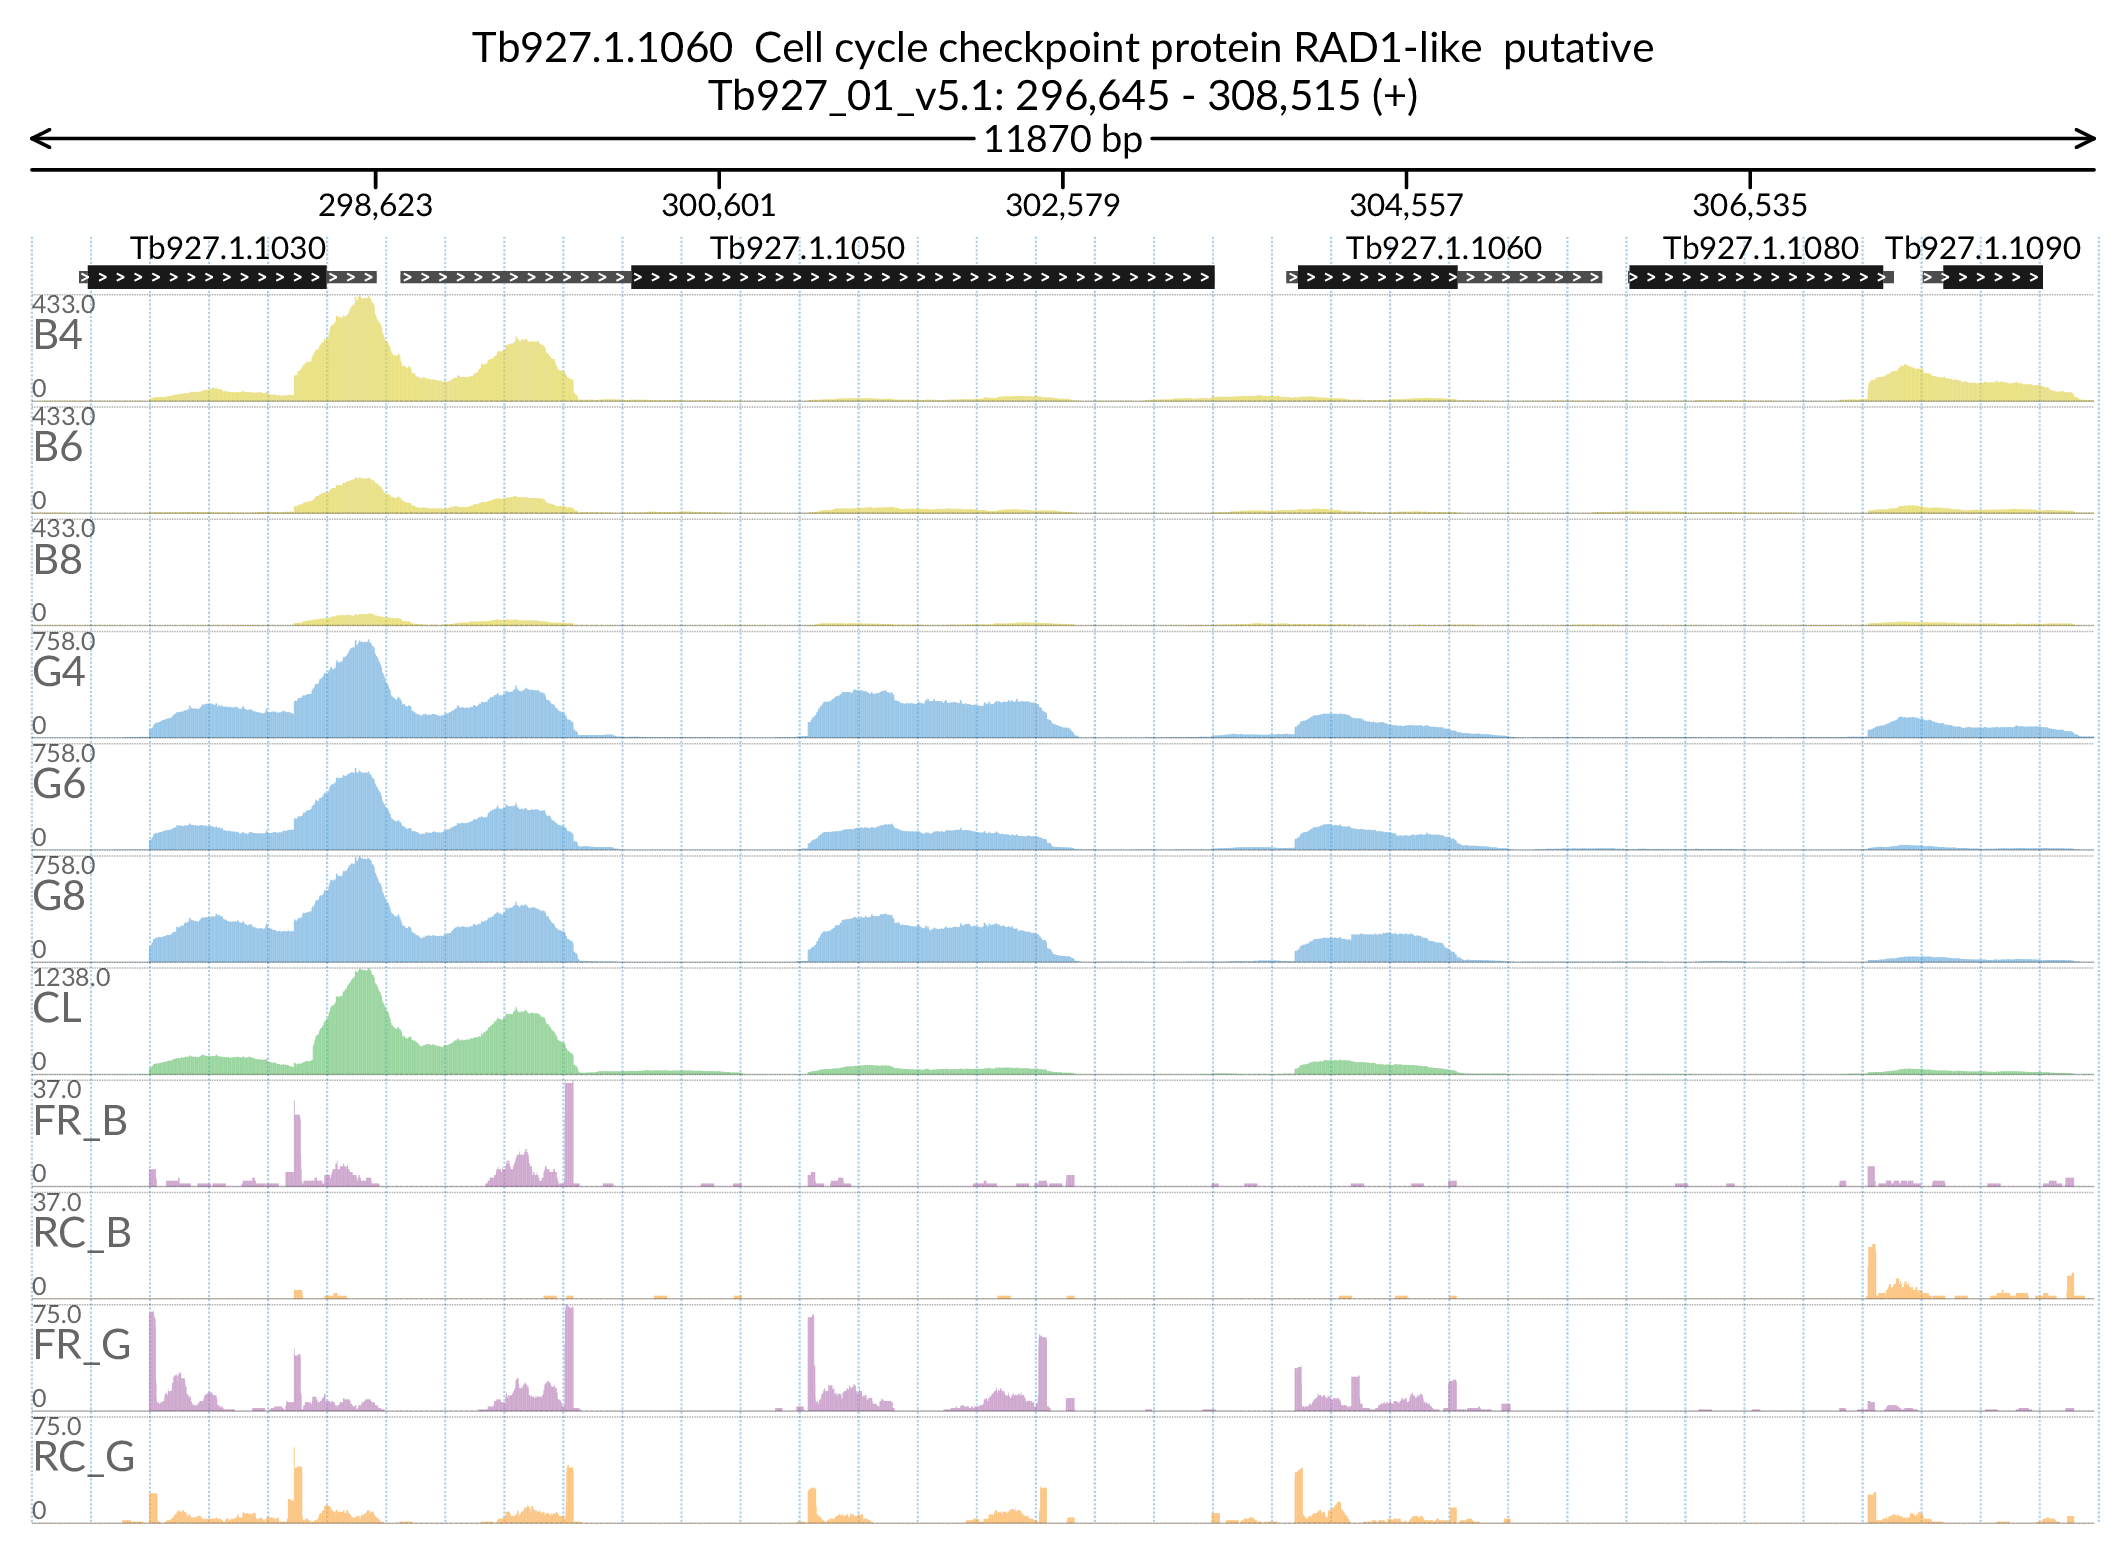 Tb927.1.1060  Cell cycle checkpoint protein RAD1-like  putative
Tb927_01_v5.1: 296,645 - 308,515 (+)
11870 bp
298,623 300,601 302,579 304,557 306,535
Tb927.1.1030 Tb927.1.1050 Tb927.1.1060 Tb927.1.1080 Tb927.1.1090
433.0
B4
0
433.0
B6
0
433.0
B8
0
758.0
G4
0
758.0
G6
0
758.0
G8
0
1238.0
CL
0
37.0
FR_B
0
37.0
RC_B
0
75.0
FR_G
0
75.0
RC_G
0